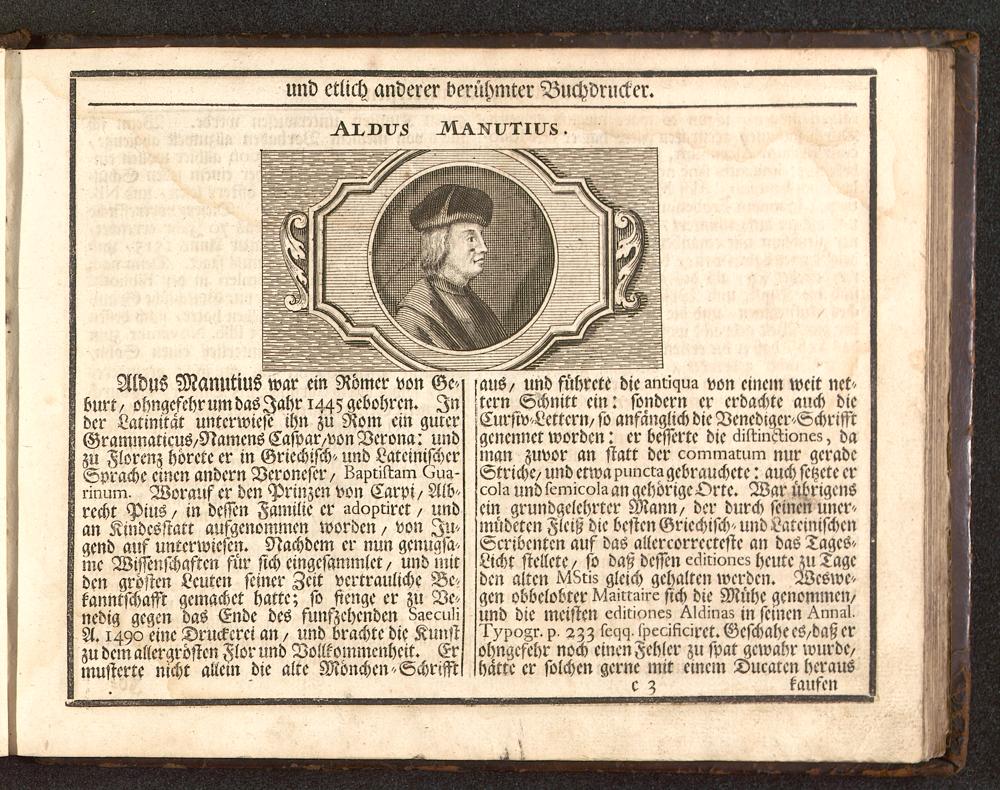 und etlich anderer berühmter Buchdrucker.
ALDUS MANUTIUS.
Aldus Manutius war ein Römer von Ge-
burt, ohngefehr um das Jahr 1445 gebohren. In
der Latinität unterwiese ihn zu Rom ein guter
Grammaticus, Namens Caspar, von Verona: und
zu Florenz hörete er in Griechisch- und Lateinischer
Sprache einen andern Veroneser, Baptistam Gua-
rinum. Worauf er den Prinzen von Carpi, Alb-
recht Pius, in dessen Familie er adoptiret, und
an Kindesstatt aufgenommen worden, von Ju-
gend auf unterwiesen. Nachdem er nun genugsa-
me Wissenschaften für sich eingesammlet, und mit
den grösten Leuten seiner Zeit vertrauliche Be-
kanntschafft gemachet hatte; so fienge er zu Ve-
nedig gegen das Ende des funfzehenden Saeculi
A. 1490 eine Druckerei an, und brachte die Kunst
zu dem allergrösten Flor und Vollkommenheit. Er
musterte nicht allein die alte Mönchen-Schrifft
aus, und führete die antiqua von einem weit net-
tern Schnitt ein: sondern er erdachte auch die
Cursiv-Lettern, so anfänglich die Venediger-Schrifft
genennet worden: er besserte die distinctiones, da
man zuvor an statt der commatum nur gerade
Striche, und etwa puncta gebrauchete: auch setzete er
cola und semicola an gehörige Orte. War übrigens
ein grundgelehrter Mann, der durch seinen uner-
müdeten Fleiß die besten Griechisch- und Lateinischen
Scribenten auf das allercorrecteste an das Tages-
Licht stellete, so daß dessen editiones heute zu Tage
den alten MStis gleich gehalten werden. Weswe-
gen obbelobter Maittaire sich die Mühe genommen,
und die meisten editiones Aldinas in seinen Annal.
Typogr. p. 233 seqq. specificiret. Geschahe es, daß er
ohngefehr noch einen Fehler zu spat gewahr wurde,
hätte er solchen gerne mit einem Ducaten heraus
c 3 kaufen